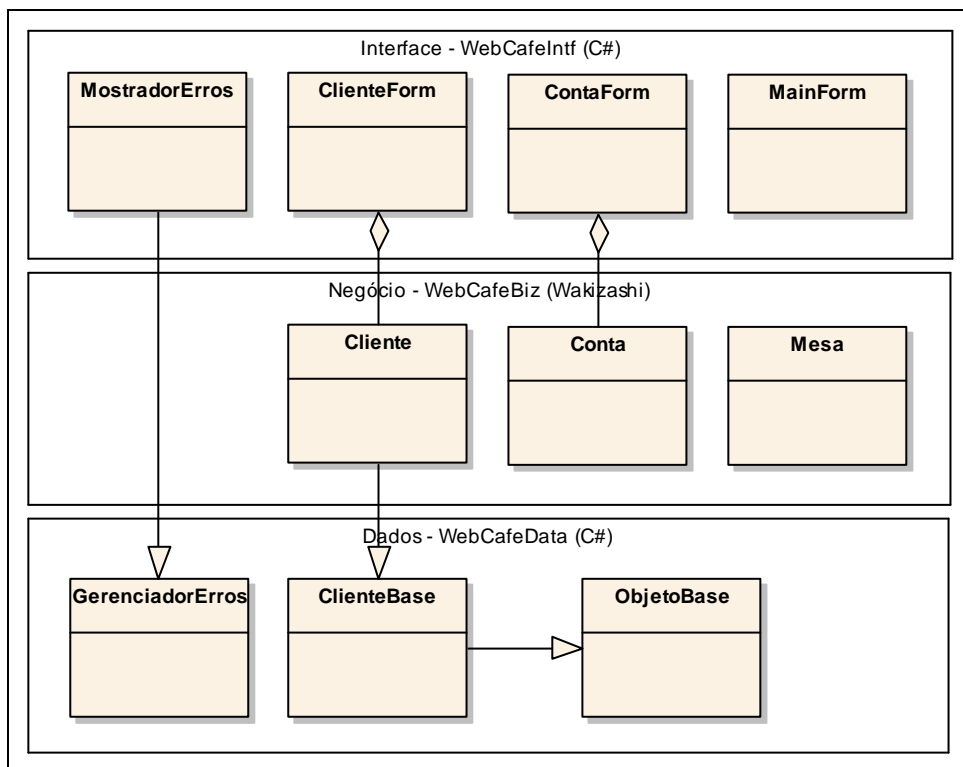 Interface - WebCafeIntf (C#)
MostradorErros
ClienteForm
ContaForm
MainForm
Negócio - WebCafeBiz (Wakizashi)
Cliente
Conta
Mesa
Dados - WebCafeData (C#)
GerenciadorErros
ClienteBase
ObjetoBase